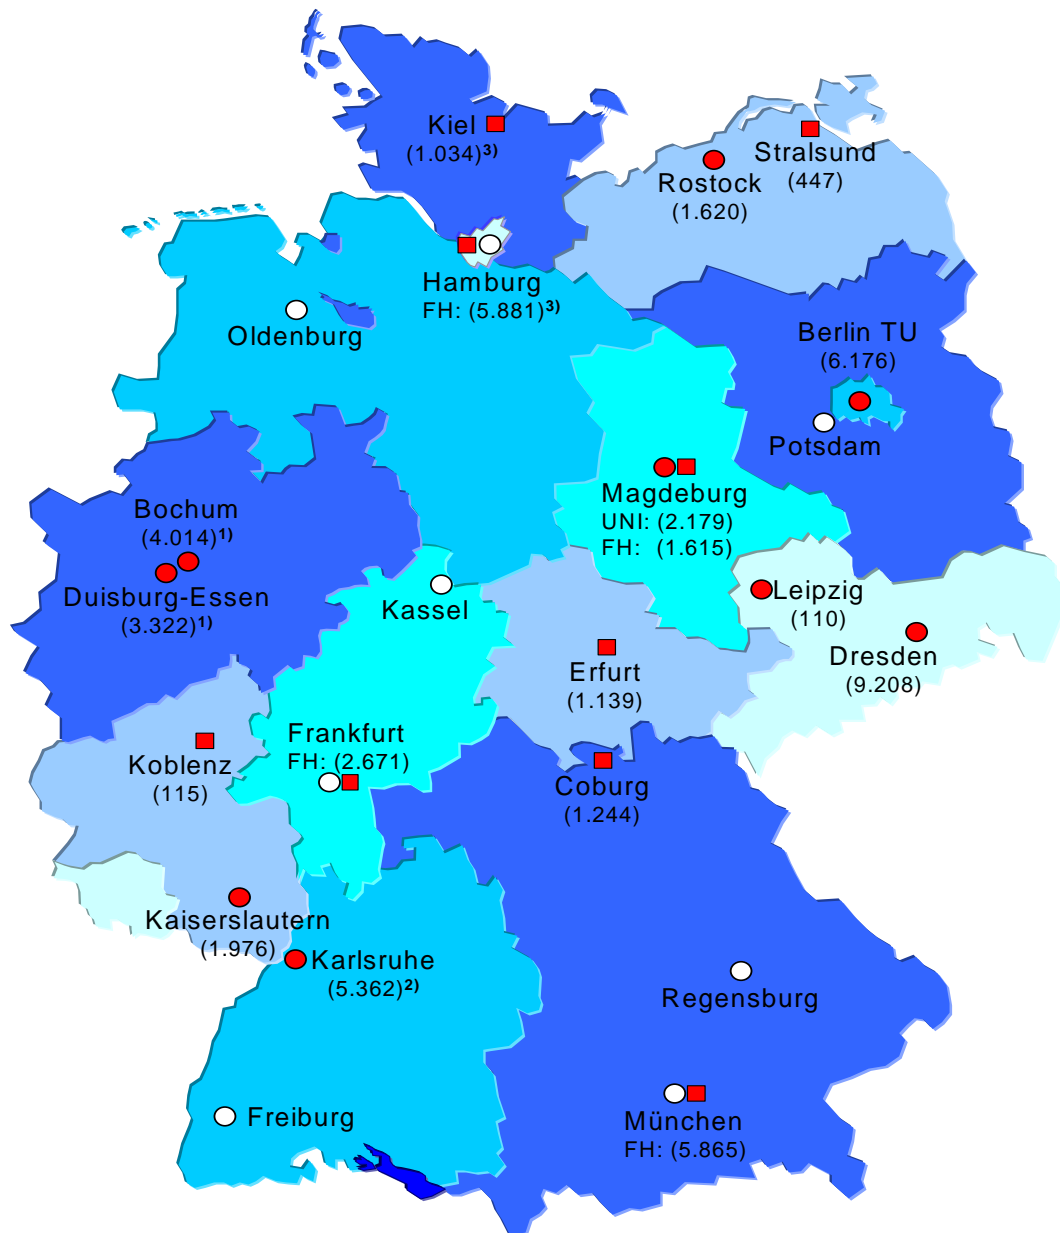 Kiel
(1.034)3)
Stralsund
(447)
Rostock
(1.620)
Hamburg
FH: (5.881)3)
Oldenburg
Berlin TU
(6.176)
Potsdam
Magdeburg
UNI: (2.179)
FH: (1.615)
Bochum
(4.014)1)
Duisburg-Essen
(3.322)1)
Kassel
Leipzig
(110)
Dresden
(9.208)
Erfurt
(1.139)
Frankfurt
FH: (2.671)
Koblenz
(115)
Coburg
(1.244)
Kaiserslautern
(1.976)
Karlsruhe
(5.362)2)
Regensburg
Freiburg
München
FH: (5.865)